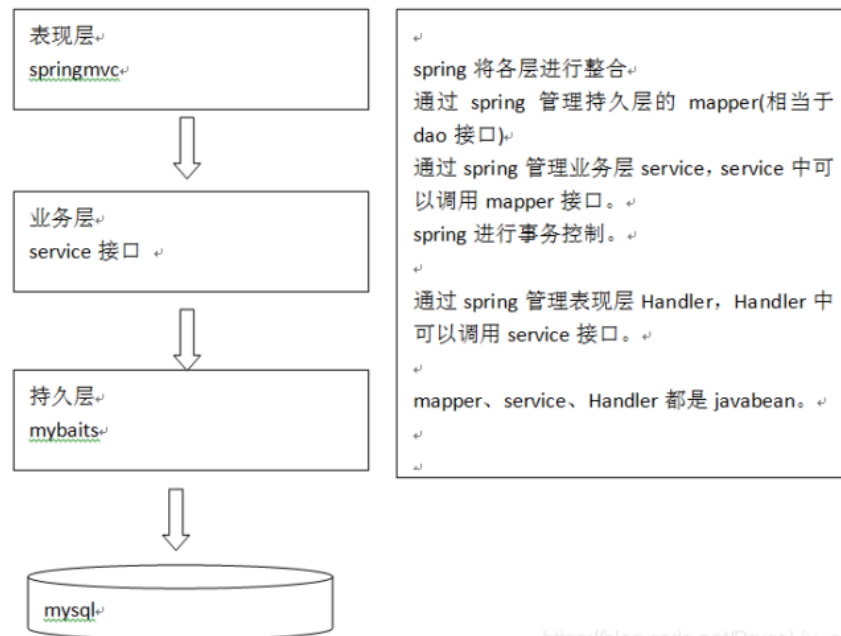 表现层
springmvc
业务层
service 接口
持久层
mybaits
mysql
spring 将各层进行整合
通过 spring 管理持久层的 mapper(相当于
dao 接口)
通过 spring 管理业务层 service，service 中可
以调用 mapper 接口。
spring 进行事务控制。
通过 spring 管理表现层 Handler，Handler 中
可以调用 service 接口。
mapper、service、Handler 都是 javabean。